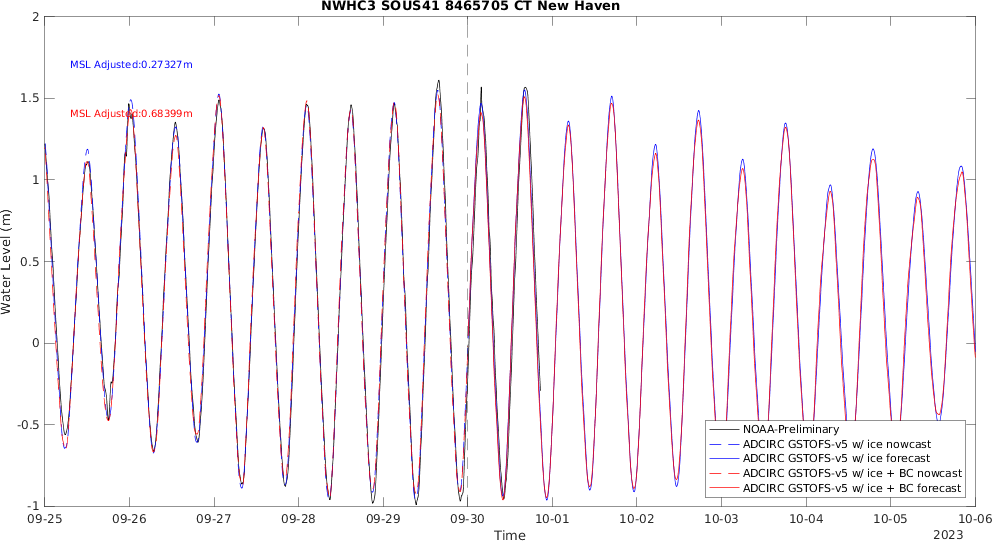 NWHC3 SOUS41 8465705 CT New Haven
2
MSL Adjusted:0.27327m
1.5
MSL Adjusted:0.68399m
1
0.5
0
-0.5
-1
Water Level (m)
NOAA-Preliminary
ADCIRC GSTOFS-v5 w/ ice nowcast
ADCIRC GSTOFS-v5 w/ ice forecast
ADCIRC GSTOFS-v5 w/ ice + BC nowcast
ADCIRC GSTOFS-v5 w/ ice + BC forecast
09-25 09-26 09-27 09-28 09-29 09-30 10-01 10-02 10-03 10-04 10-05 10-06
Time
2023